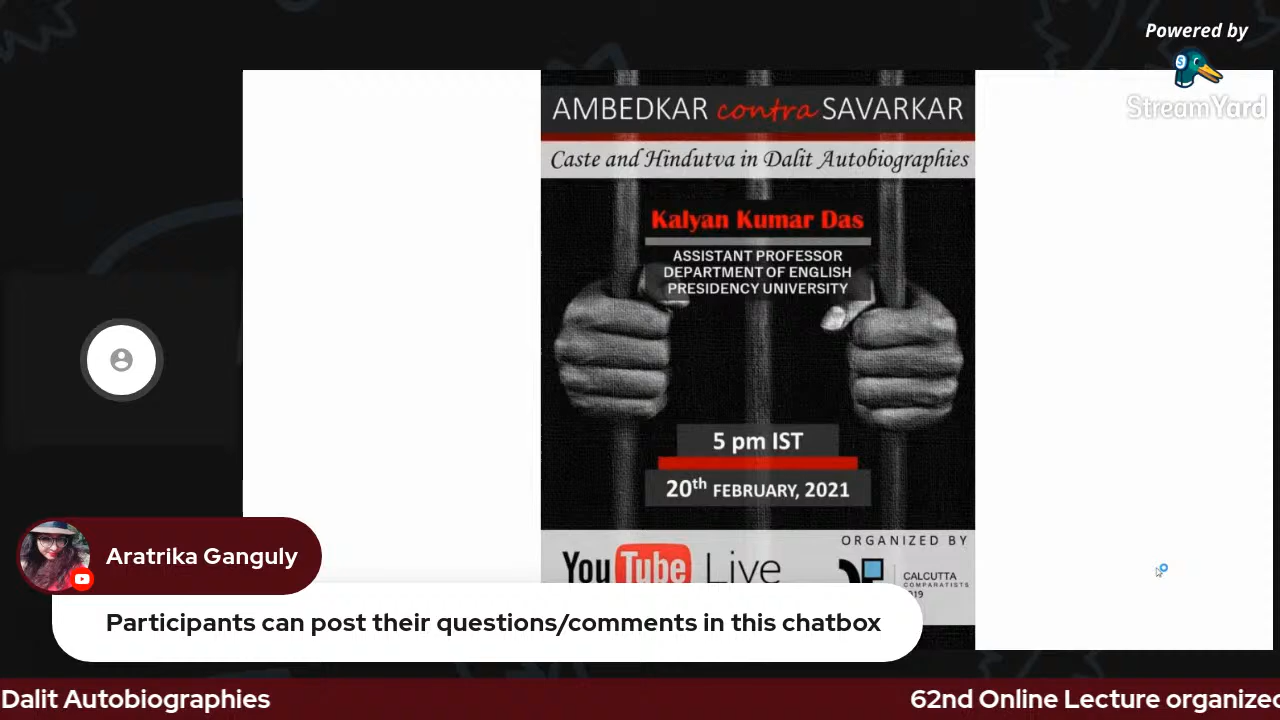 Powered by
StreamYard
AMBEDKAR contra SAVARKAR
Caste and Hindutva in Dalit Autobiographies
Kalyan Kumar Das
ASSISTANT PROFESSOR
DEPARTMENT OF ENGLISH
PRESIDENCY UNIVERSITY
5 pm IST
20th FEBRUARY, 2021
ORGANIZED BY
YouTube Live
CALCUTTA
COMPARATISTS
Aratrika Ganguly
Participants can post their questions/comments in this chatbox
Dalit Autobiographies
62nd Online Lecture organized